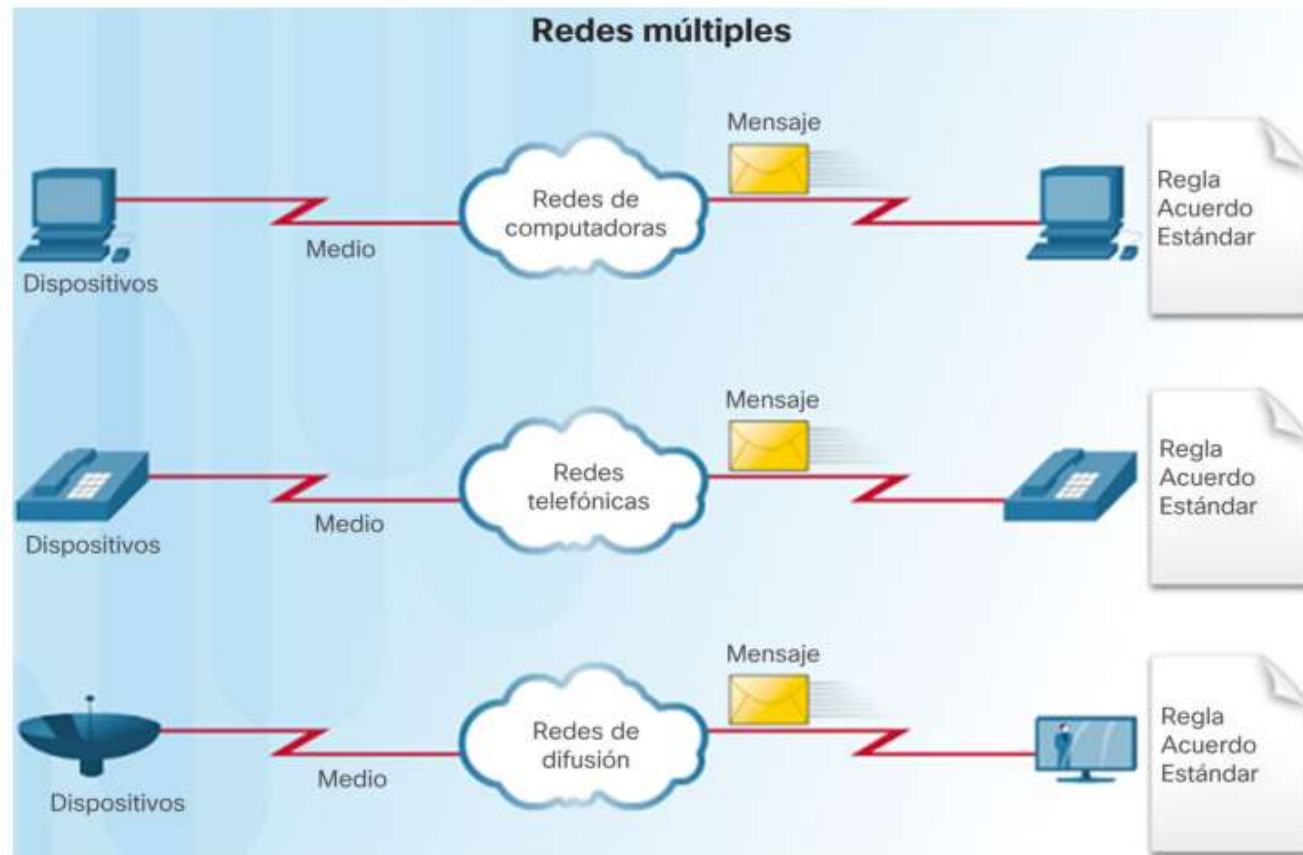 Redes múltiples
Mensaje
Redes de
computadoras
Medio
Dispositivos
Regla
Acuerdo
Estándar
Mensaje
Redes
telefónicas
Medio
Dispositivos
Regla
Acuerdo
Estándar
Mensaje
Redes de
difusión
Medio
Dispositivos
Regla
Acuerdo
Estándar